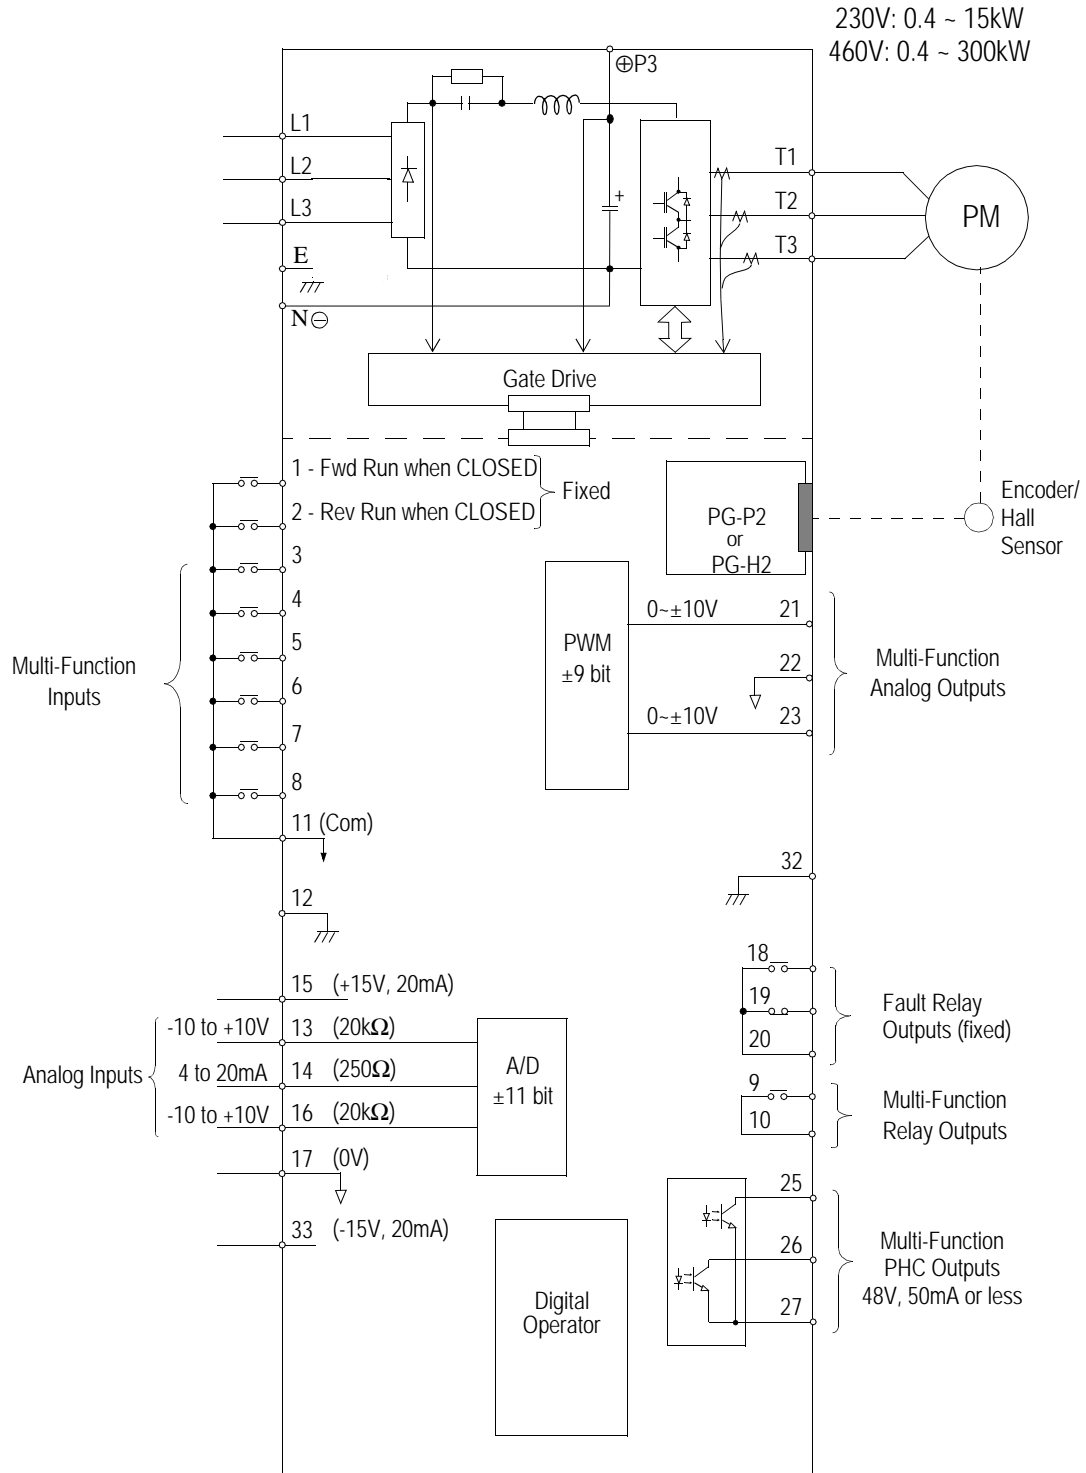 230V: 0.4 ~ 15kW
460V: 0.4 ~ 300kW
⊕P3
L1
L2
L3
E
N⊖
T1
T2
T3
PM
+
Gate Drive
1 - Fwd Run when CLOSED
2 - Rev Run when CLOSED
Fixed
3
4
5
6
7
8
11 (Com)
Multi-Function
Inputs
PG-P2
or
PG-H2
Encoder/
Hall
Sensor
PWM
±9 bit
0~±10V
21
22
0~±10V
23
Multi-Function
Analog Outputs
32
12
15 (+15V, 20mA)
-10 to +10V 13 (20kΩ)
4 to 20mA 14 (250Ω)
-10 to +10V 16 (20kΩ)
Analog Inputs
17 (0V)
33 (-15V, 20mA)
A/D
±11 bit
18
19
20
Fault Relay
Outputs (fixed)
9
10
Multi-Function
Relay Outputs
25
26
27
Multi-Function
PHC Outputs
48V, 50mA or less
Digital
Operator